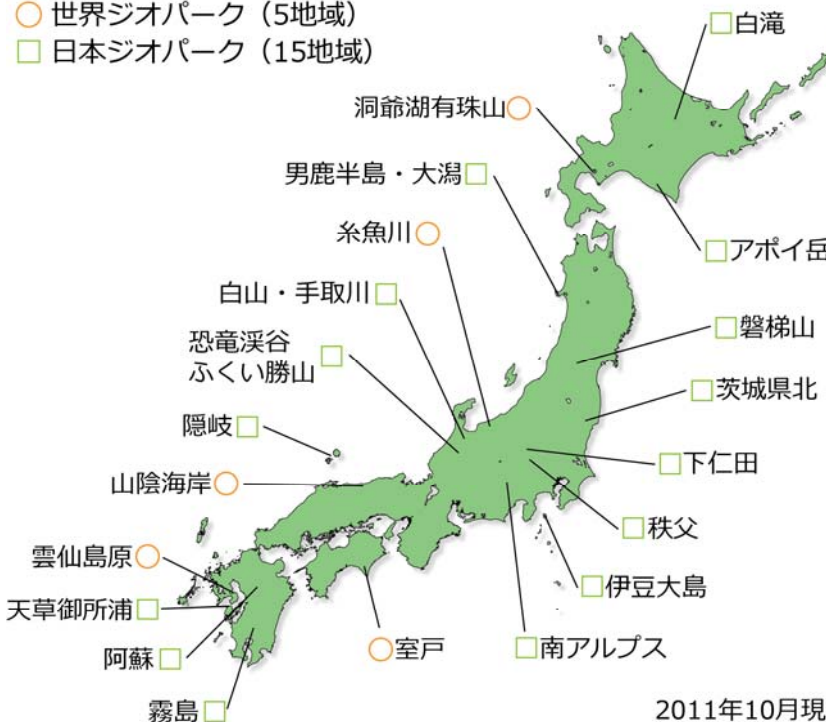 世界ジオパーク（5地域）
日本ジオパーク（15地域）
白滝
洞爺湖有珠山
男鹿半島・大潟
糸魚川
アポイ岳
白山・手取川
磐梯山
恐竜渓谷
ふくい勝山
茨城県北
隠岐
下仁田
山陰海岸
秩父
雲仙島原
伊豆大島
天草御所浦
室戸
南アルプス
阿蘇
霧島
2011年10月現